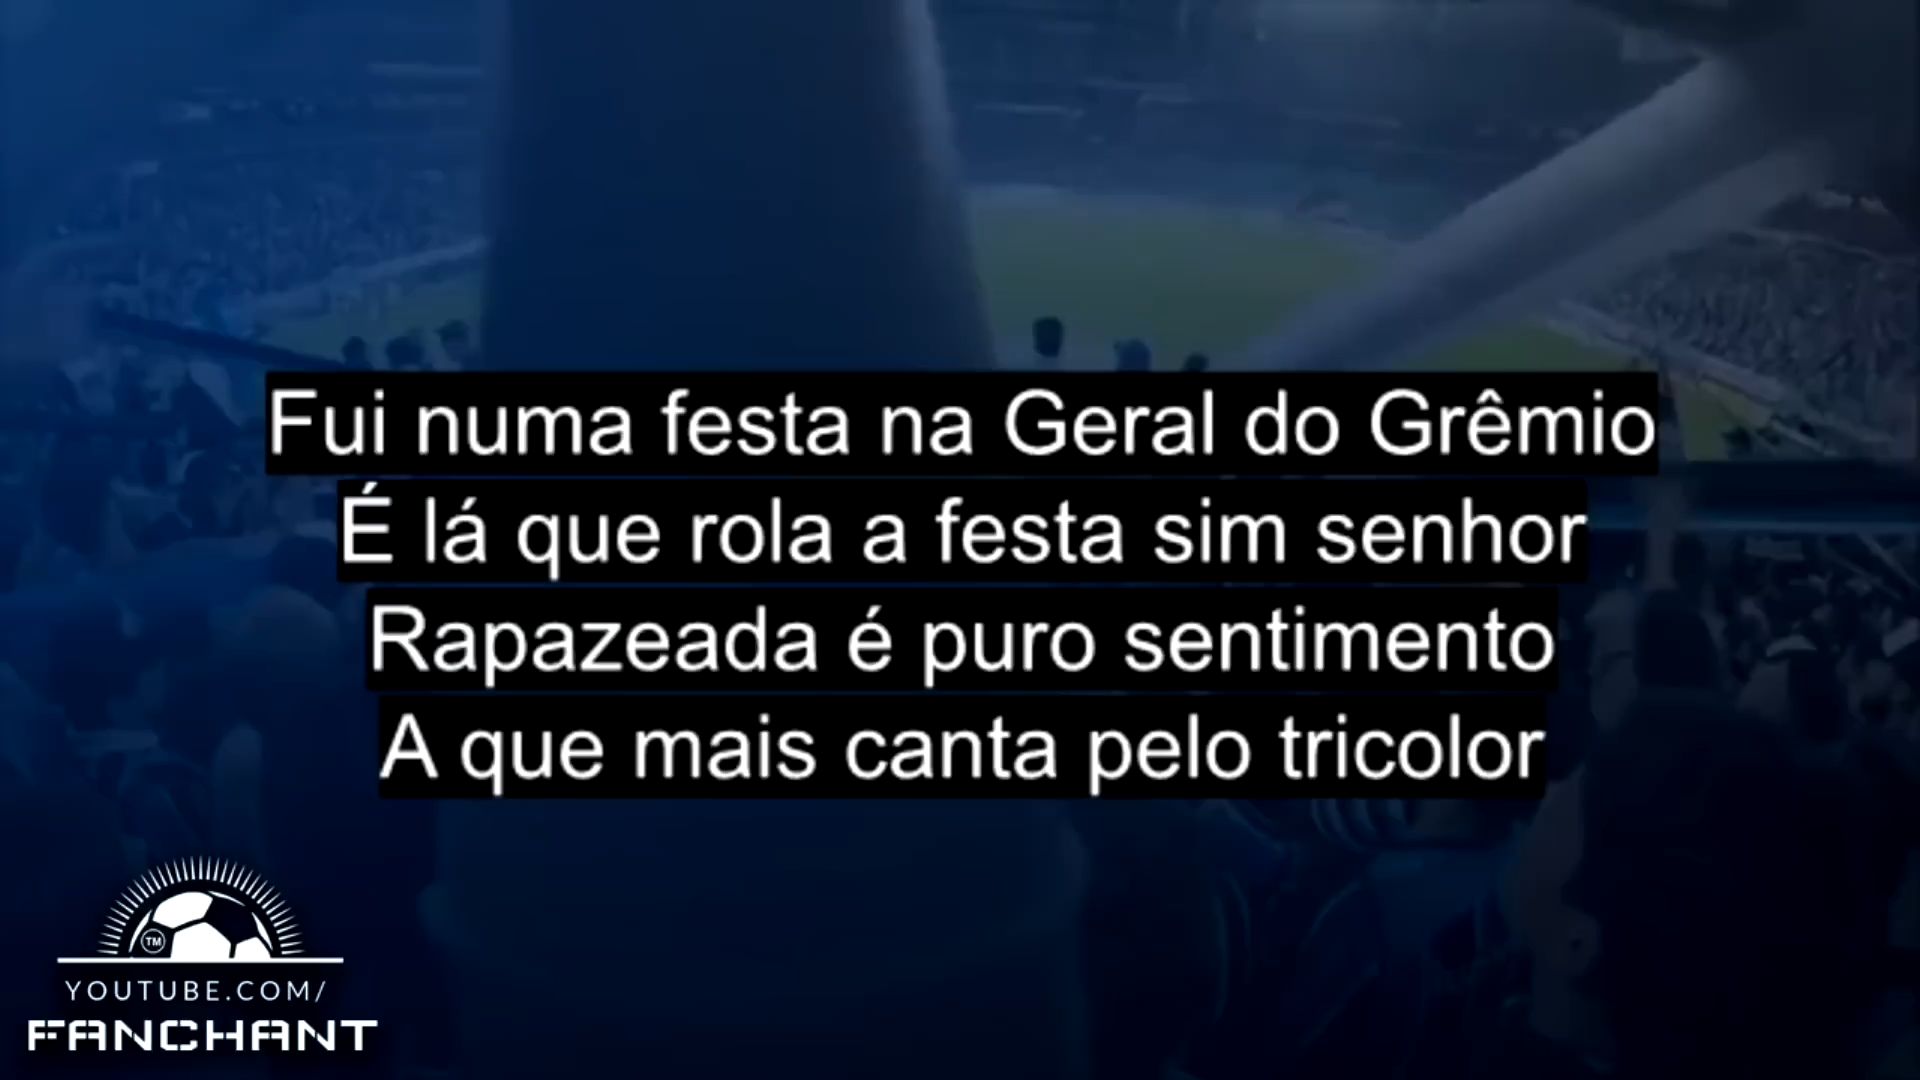 Fui numa festa na Geral do Grêmio
É lá que rola a festa sim senhor
Rapazeada é puro sentimento
A que mais canta pelo tricolor
TM
YOUTUBE.COM/
FANCHANT